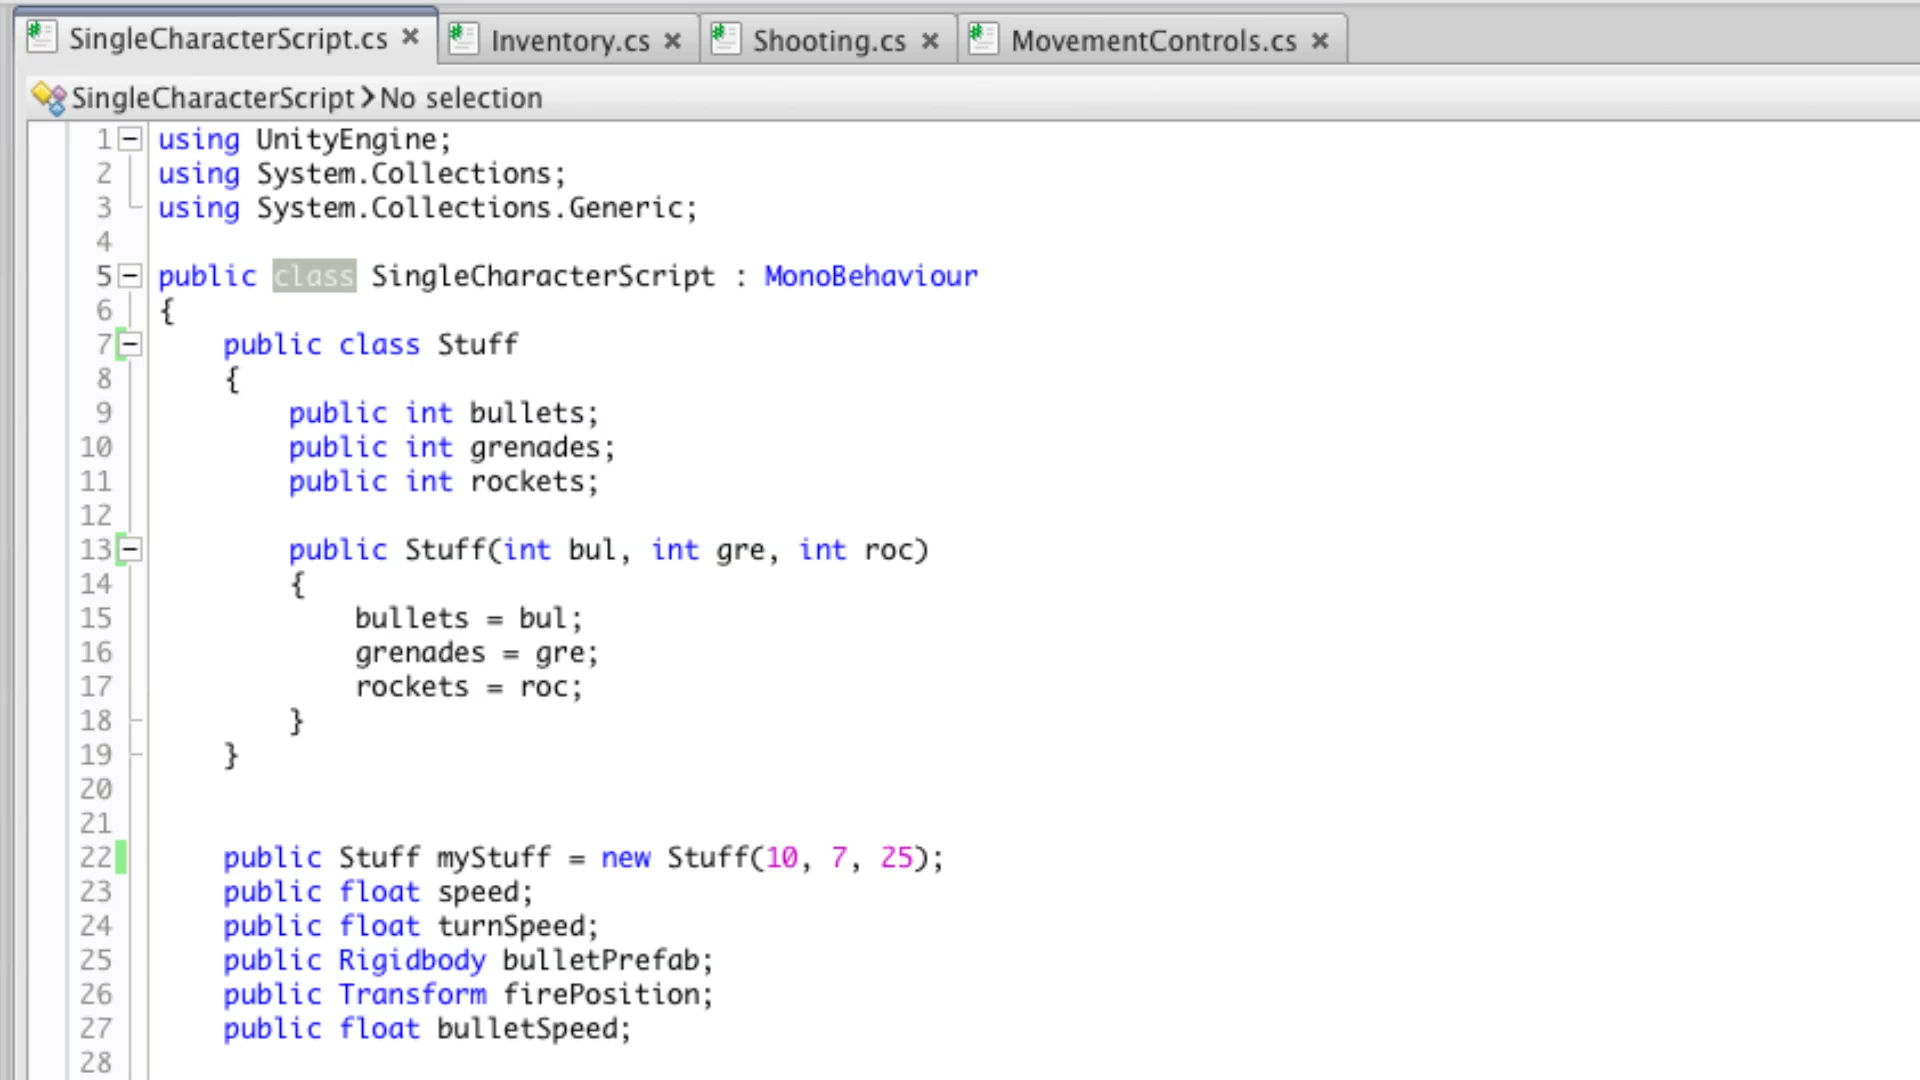 SingleCharacterScript.cs × Inventory.cs × Shooting.cs × MovementControls.cs ×
SingleCharacterScript > No selection
1 using UnityEngine;
2 using System.Collections;
3 using System.Collections.Generic;
4
5 public class SingleCharacterScript : MonoBehaviour
6 {
7 public class Stuff
8 {
9 public int bullets;
10 public int grenades;
11 public int rockets;
12
13 public Stuff(int bul, int gre, int roc)
14 {
15 bullets = bul;
16 grenades = gre;
17 rockets = roc;
18 }
19 }
20
21
22 public Stuff myStuff = new Stuff(10, 7, 25);
23 public float speed;
24 public float turnSpeed;
25 public Rigidbody bulletPrefab;
26 public Transform firePosition;
27 public float bulletSpeed;
28